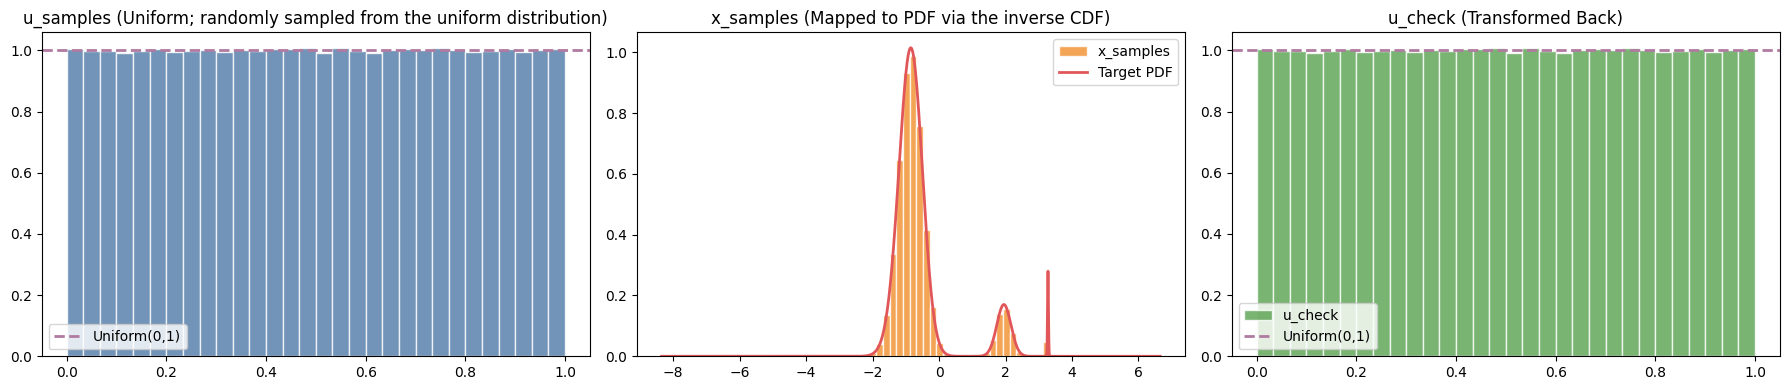 u_samples (Uniform; randomly sampled from the uniform distribution)
1.0
0.8
0.6
0.4
0.2
0.0
Uniform(0,1)
0.0 0.2 0.4 0.6 0.8 1.0
x_samples (Mapped to PDF via the inverse CDF)
1.0
0.8
0.6
0.4
0.2
0.0
x_samples
Target PDF
−8 −6 −4 −2 0 2 4 6
u_check (Transformed Back)
1.0
0.8
0.6
0.4
0.2
0.0
u_check
Uniform(0,1)
0.0 0.2 0.4 0.6 0.8 1.0